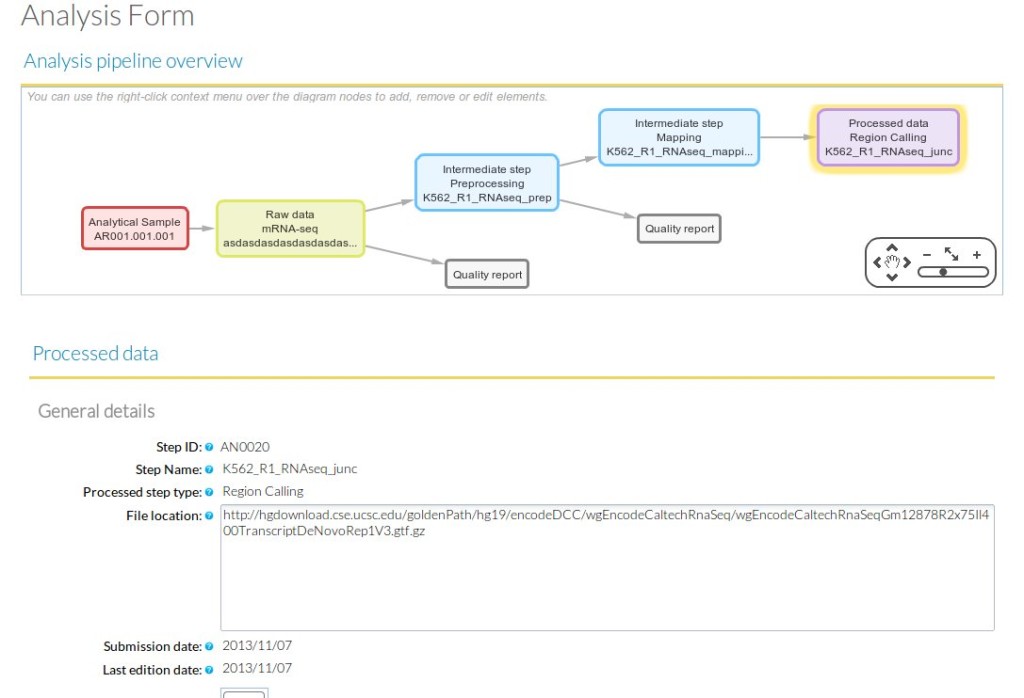 Analysis Form
Analysis pipeline overview
You can use the right-click context menu over the diagram nodes to add, remove or edit elements.
Intermediate step
Mapping
K562_R1_RNAseq_mappi...
Processed data
Region Calling
K562_R1_RNAseq_junc
Intermediate step
Preprocessing
K562_R1_RNAseq_prep
Analytical Sample
AR001.001.001
Raw data
mRNA-seq
asdasdasdasdasdasdas...
Quality report
Quality report
Processed data
General details
Step ID: AN0020
Step Name: K562_R1_RNAseq_junc
Processed step type: Region Calling
File location: http://hgdownload.cse.ucsc.edu/goldenPath/hg19/encodeDCC/wgEncodeCaltechRnaSeq/wgEncodeCaltechRnaSeqGm12878R2x75Il4
00TranscriptDeNovoRep1V3.gtf.gz
Submission date: 2013/11/07
Last edition date: 2013/11/07